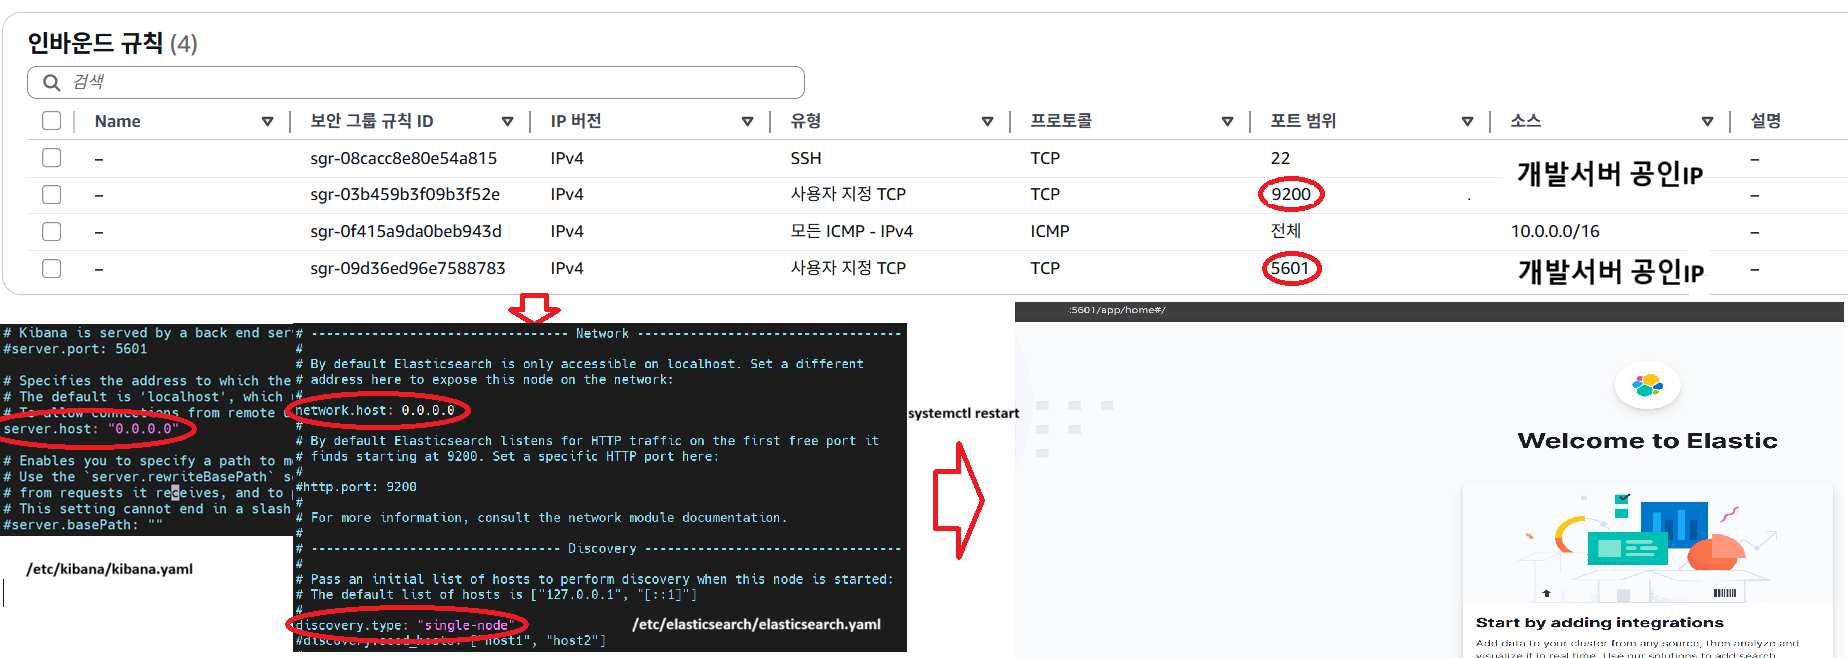 인바운드 규칙 (4)
검색
Name 보안 그룹 규칙 ID IP 버전 유형 프로토콜 포트 범위 소스 설명
– sgr-08cacc8e80e54a815 IPv4 SSH TCP 22 –
개발서버 공인IP
– sgr-03b459b3f09b3f52e IPv4 사용자 지정 TCP TCP 9200 . –
– sgr-0f415a9da0beb943d IPv4 모든 ICMP - IPv4 ICMP 전체 10.0.0.0/16 –
– sgr-09d36ed96e7588783 IPv4 사용자 지정 TCP TCP 5601 개발서버 공인IP –
# Kibana is served by a back end ser
#server.port: 5601
# Specifies the address to which the
# The default is 'localhost', which
# To allow connections from remote
server.host: "0.0.0.0"
# Enables you to specify a path to m
# Use the `server.rewriteBasePath` s
# from requests it receives, and to
# This setting cannot end in a slash
#server.basePath: ""
/etc/kibana/kibana.yaml
# ---------------------------------- Network -----------------------------------
#
# By default Elasticsearch is only accessible on localhost. Set a different
# address here to expose this node on the network:
#
network.host: 0.0.0.0
#
# By default Elasticsearch listens for HTTP traffic on the first free port it
# finds starting at 9200. Set a specific HTTP port here:
#
#http.port: 9200
#
# For more information, consult the network module documentation.
#
# --------------------------------- Discovery ----------------------------------
#
# Pass an initial list of hosts to perform discovery when this node is started:
# The default list of hosts is ["127.0.0.1", "[::1]"]
#
discovery.type: "single-node"
/etc/elasticsearch/elasticsearch.yaml
#discovery.seed_hosts: ["host1", "host2"]
systemctl restart
:5601/app/home#/
Welcome to Elastic
Start by adding integrations
Add data to your cluster from any source, then analyze and
visualize it in real time. Use our solutions to add search